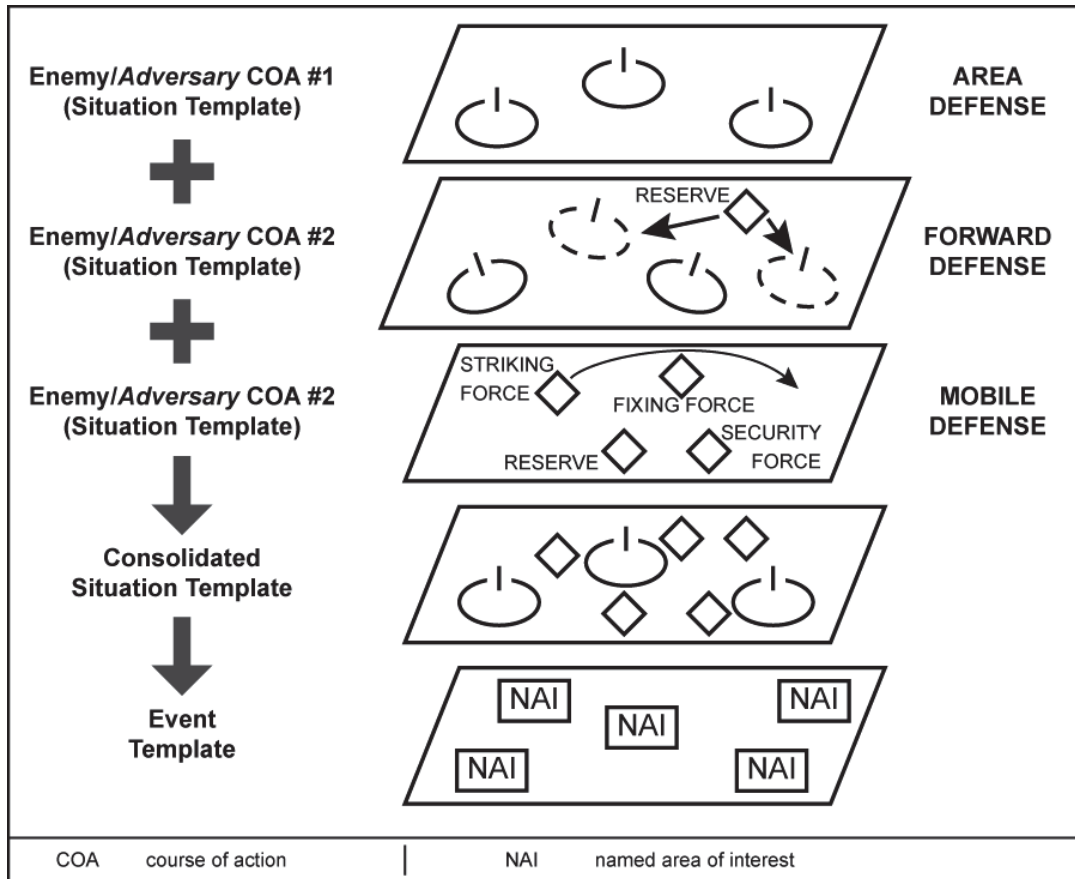 Enemy/Adversary COA #1
(Situation Template)
AREA
DEFENSE
Enemy/Adversary COA #2
(Situation Template)
RESERVE
FORWARD
DEFENSE
Enemy/Adversary COA #2
(Situation Template)
STRIKING
FORCE
FIXING FORCE
RESERVE
SECURITY
FORCE
MOBILE
DEFENSE
Consolidated
Situation Template
Event
Template
NAI
NAI
NAI
NAI
NAI
COA course of action
NAI named area of interest